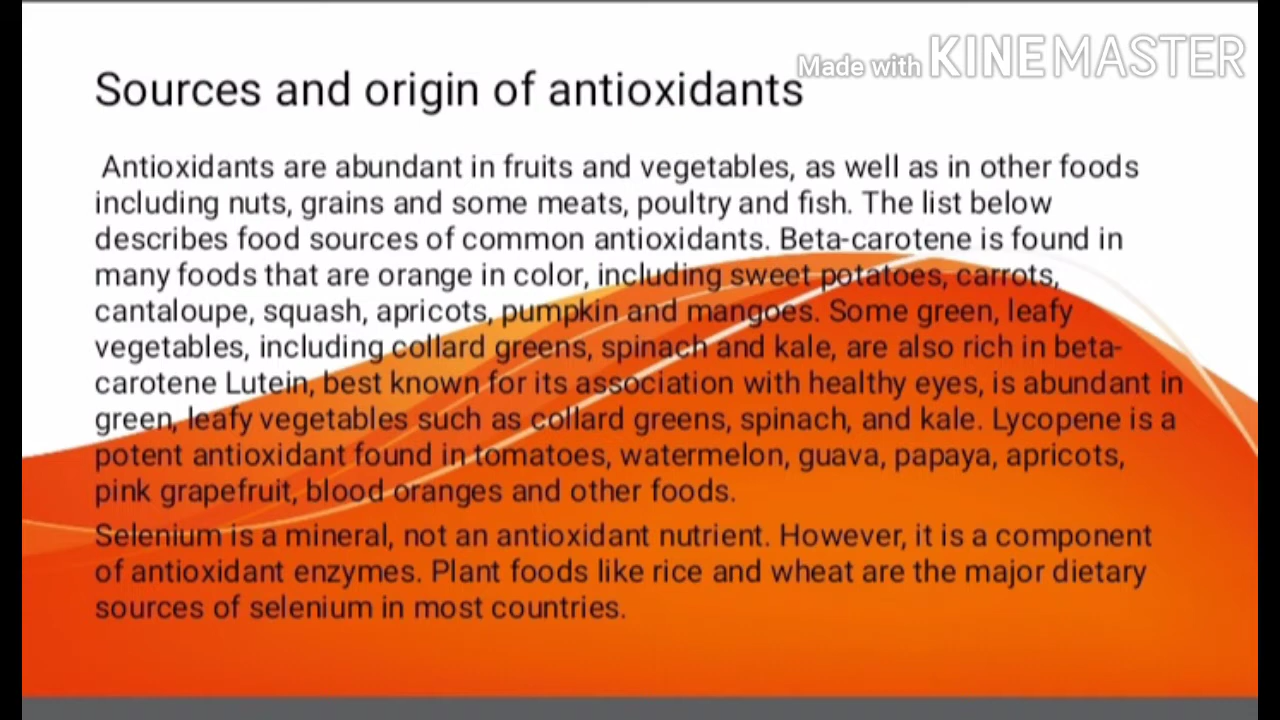 Made with KINEMASTER
Sources and origin of antioxidants
Antioxidants are abundant in fruits and vegetables, as well as in other foods
including nuts, grains and some meats, poultry and fish. The list below
describes food sources of common antioxidants. Beta-carotene is found in
many foods that are orange in color, including sweet potatoes, carrots,
cantaloupe, squash, apricots, pumpkin and mangoes. Some green, leafy
vegetables, including collard greens, spinach and kale, are also rich in beta-
carotene Lutein, best known for its association with healthy eyes, is abundant in
green, leafy vegetables such as collard greens, spinach, and kale. Lycopene is a
potent antioxidant found in tomatoes, watermelon, guava, papaya, apricots,
pink grapefruit, blood oranges and other foods.
Selenium is a mineral, not an antioxidant nutrient. However, it is a component
of antioxidant enzymes. Plant foods like rice and wheat are the major dietary
sources of selenium in most countries.